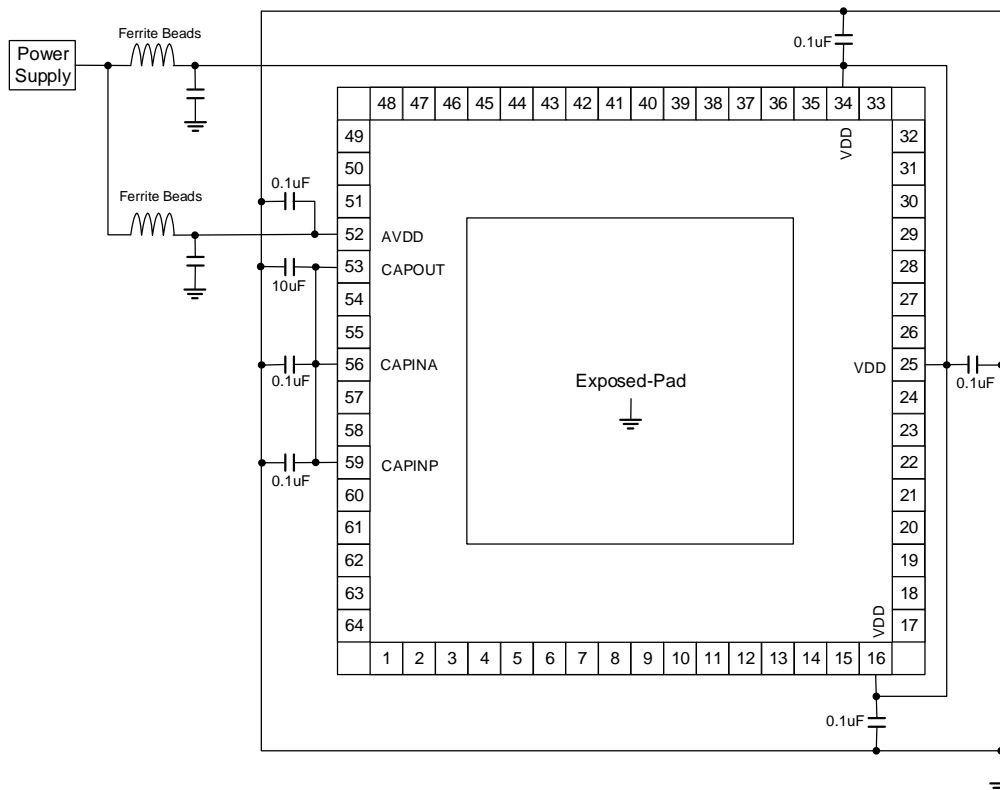 Ferrite Beads
Power
Supply
0.1uF
48 47 46 45 44 43 42 41 40 39 38 37 36 35 34 33
VDD
49
50
51
52
53
54
55
56
57
58
59
60
61
62
63
64
0.1uF
Ferrite Beads
AVDD
CAPOUT
10uF
CAPINA
0.1uF
CAPINP
0.1uF
Exposed-Pad
32
31
30
29
28
27
26
25
24
23
22
21
20
19
18
17
VDD
0.1uF
VDD
1 2 3 4 5 6 7 8 9 10 11 12 13 14 15 16
0.1uF